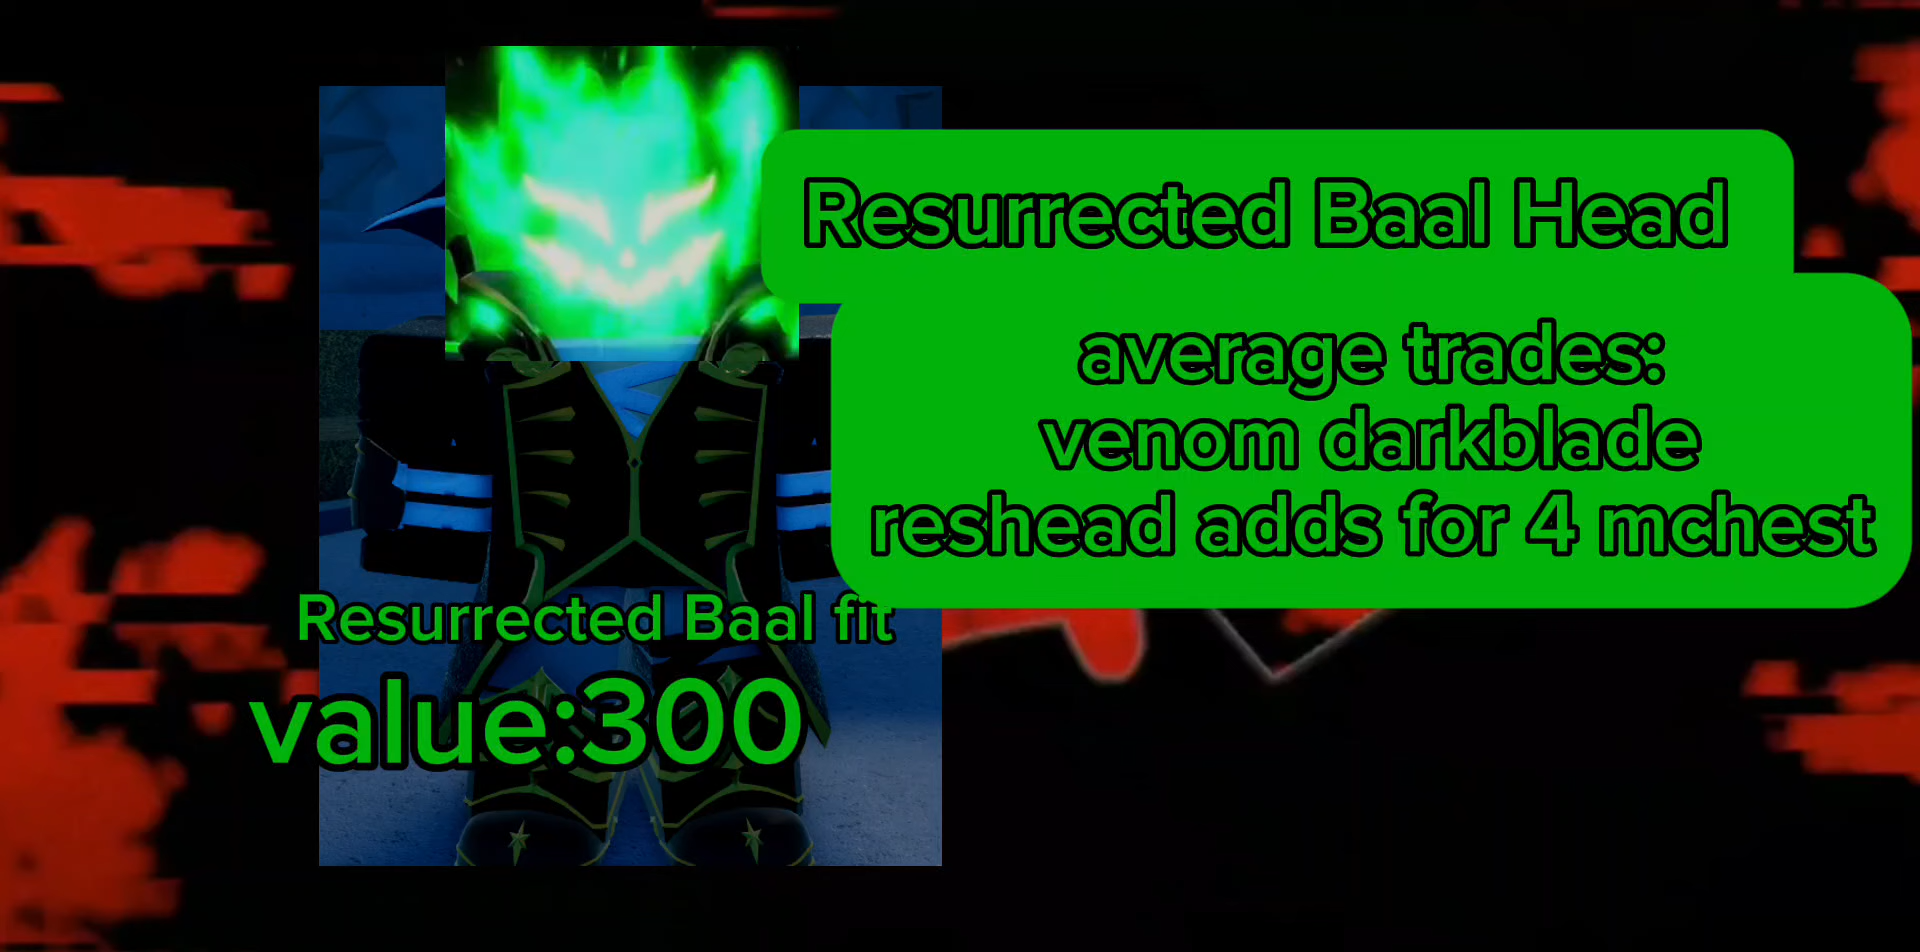 Resurrected Baal Head
average trades:
venom darkblade
reshead adds for 4 mchest
Resurrected Baal fit
value:300